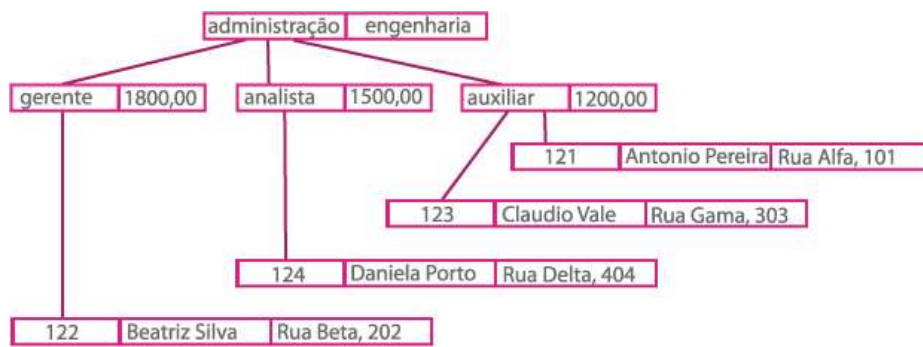 administração engenharia
gerente 1800,00 analista 1500,00 auxiliar 1200,00
121 Antonio Pereira Rua Alfa, 101
123 Claudio Vale Rua Gama, 303
124 Daniela Porto Rua Delta, 404
122 Beatriz Silva Rua Beta, 202